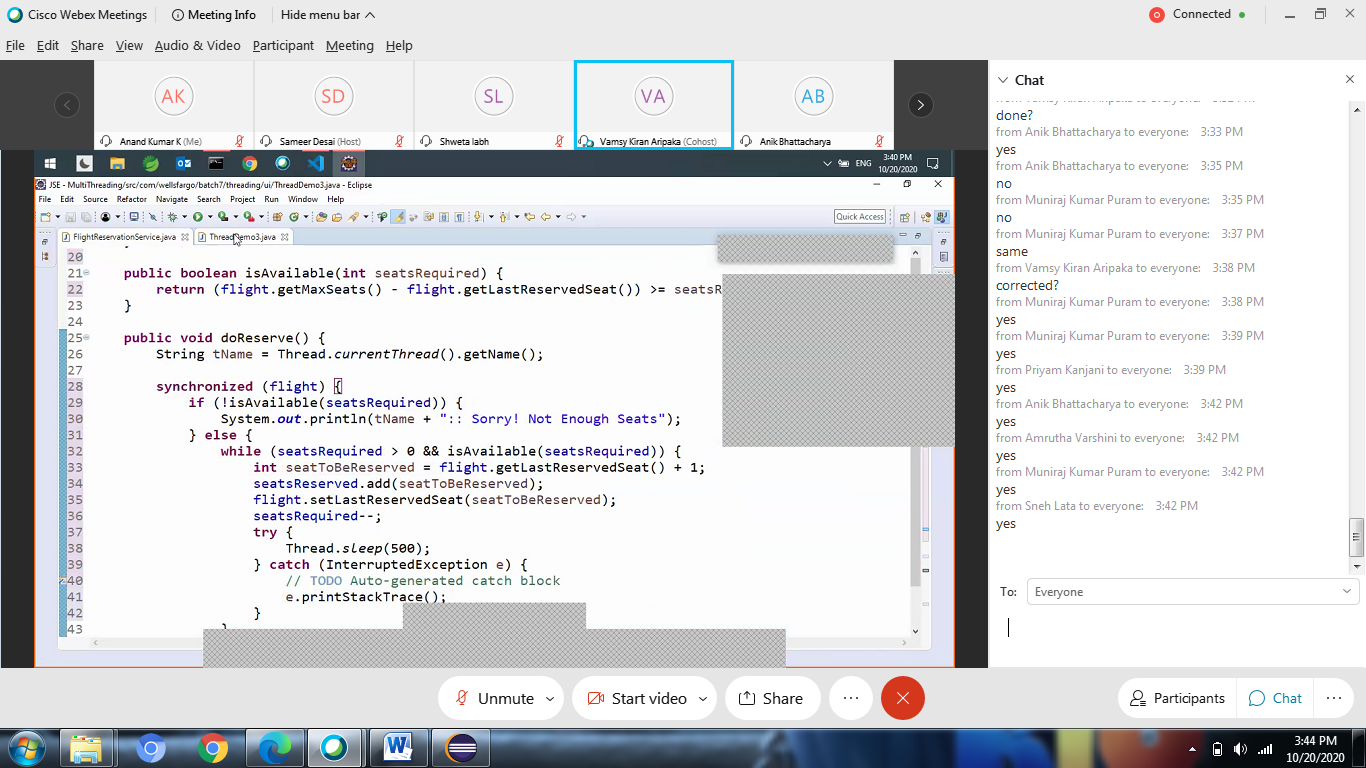 Cisco Webex Meetings
Meeting Info
Hide menu bar
Connected
File Edit Share View Audio & Video Participant Meeting Help
AK
SD
SL
VA
AB
Anand Kumar K (Me)
Sameer Desai (Host)
Shweta labh
Vamsy Kiran Aripaka (Cohost)
Anik Bhattacharya
ENG
3:40 PM
10/20/2020
JSE - MultiThreading/src/com/wellsfargo/batch7/threading/ui/ThreadDemo3.java - Eclipse
File Edit Source Refactor Navigate Search Project Run Window Help
Quick Access
FlightReservationService.java
ThreadDemo3.java
20 }
21 public boolean isAvailable(int seatsRequired) {
22 return (flight.getMaxSeats() - flight.getLastReservedSeat()) >= seatsR
23 }
24
25 public void doReserve() {
26 String tName = Thread.currentThread().getName();
27
28 synchronized (flight) {
29 if (!isAvailable(seatsRequired)) {
30 System.out.println(tName + ":: Sorry! Not Enough Seats");
31 } else {
32 while (seatsRequired > 0 && isAvailable(seatsRequired)) {
33 int seatToBeReserved = flight.getLastReservedSeat() + 1;
34 seatsReserved.add(seatToBeReserved);
35 flight.setLastReservedSeat(seatToBeReserved);
36 seatsRequired--;
37 try {
38 Thread.sleep(500);
39 } catch (InterruptedException e) {
40 // TODO Auto-generated catch block
41 e.printStackTrace();
42 }
43 }
Chat
done?
from Anik Bhattacharya to everyone: 3:33 PM
yes
from Anik Bhattacharya to everyone: 3:35 PM
no
from Muniraj Kumar Puram to everyone: 3:35 PM
no
from Muniraj Kumar Puram to everyone: 3:37 PM
same
from Vamsy Kiran Aripaka to everyone: 3:38 PM
corrected?
from Muniraj Kumar Puram to everyone: 3:38 PM
yes
from Muniraj Kumar Puram to everyone: 3:39 PM
yes
from Priyam Kanjani to everyone: 3:39 PM
yes
from Anik Bhattacharya to everyone: 3:42 PM
yes
from Amrutha Varshini to everyone: 3:42 PM
yes
from Muniraj Kumar Puram to everyone: 3:42 PM
yes
from Sneh Lata to everyone: 3:42 PM
yes
To: Everyone
Unmute
Start video
Share
Participants
Chat
3:44 PM
10/20/2020